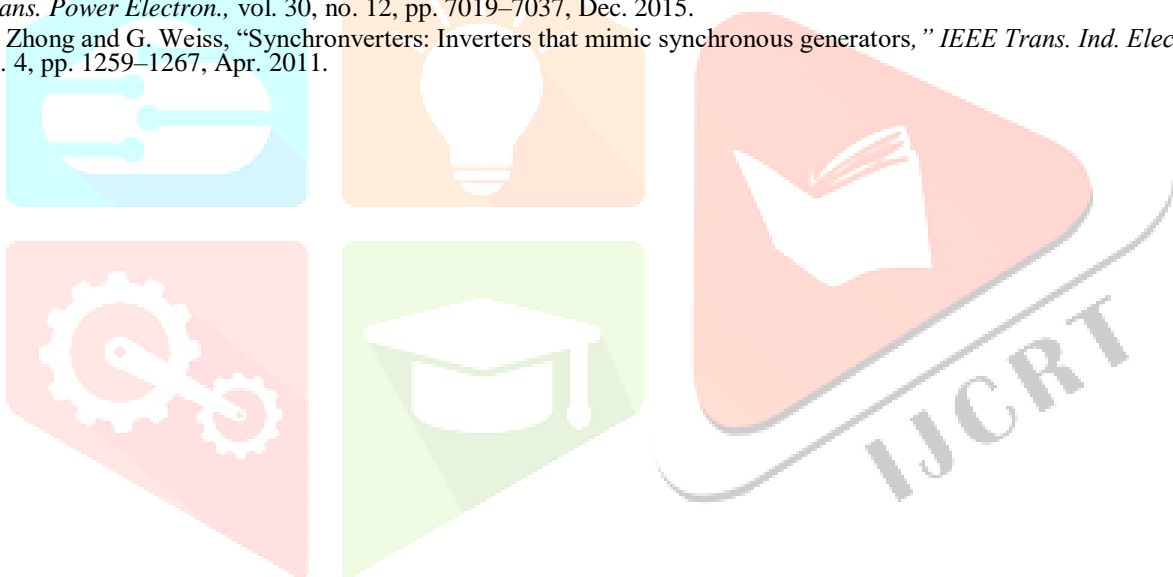 ans. Power Electron., vol. 30, no. 12, pp. 7019–7037, Dec. 2015.
Zhong and G. Weiss, “Synchronverters: Inverters that mimic synchronous generators,” IEEE Trans. Ind. Elec
. 4, pp. 1259–1267, Apr. 2011.
IJCRT